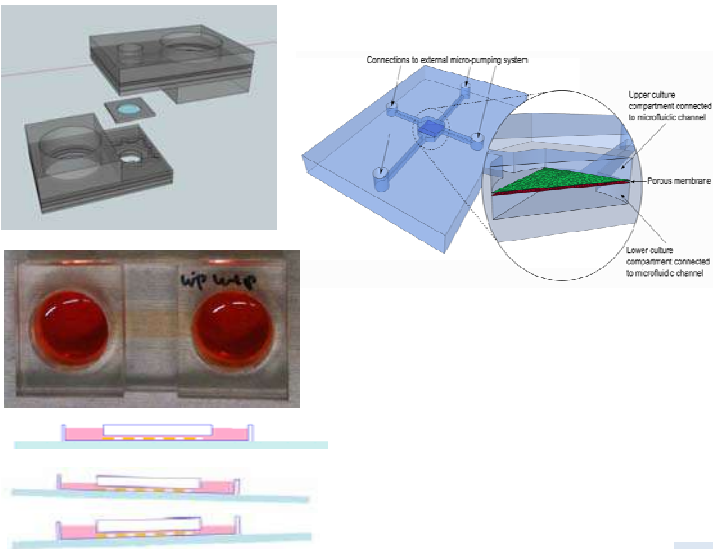 Connections to external micro-pumping system
Upper culture
compartment connected
to microfluidic channel
Porous membrane
Lower culture
compartment connected
to microfluidic channel